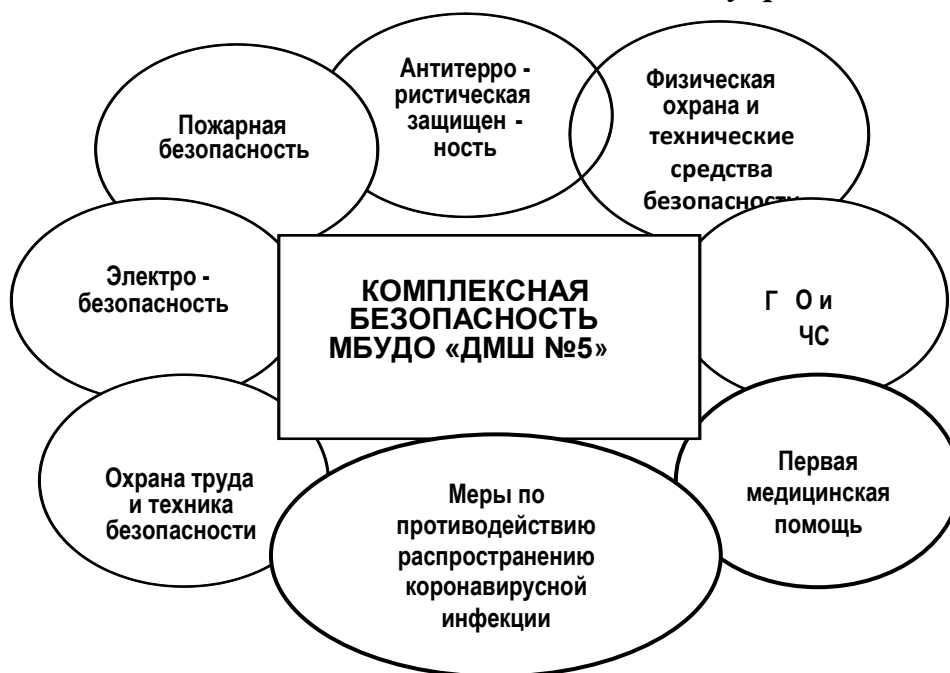 Антитерро -
ристическая
защищен -
ность
Физическая
охрана и
технические
средства
безопасности
Пожарная
безопасность
Электро -
безопасность
КОМПЛЕКСНАЯ
БЕЗОПАСНОСТЬ
МБУДО «ДМШ №5»
Г О и
ЧС
Охрана труда
и техника
безопасности
Меры по
противодействию
распространению
коронавирусной
инфекции
Первая
медицинская
помощь